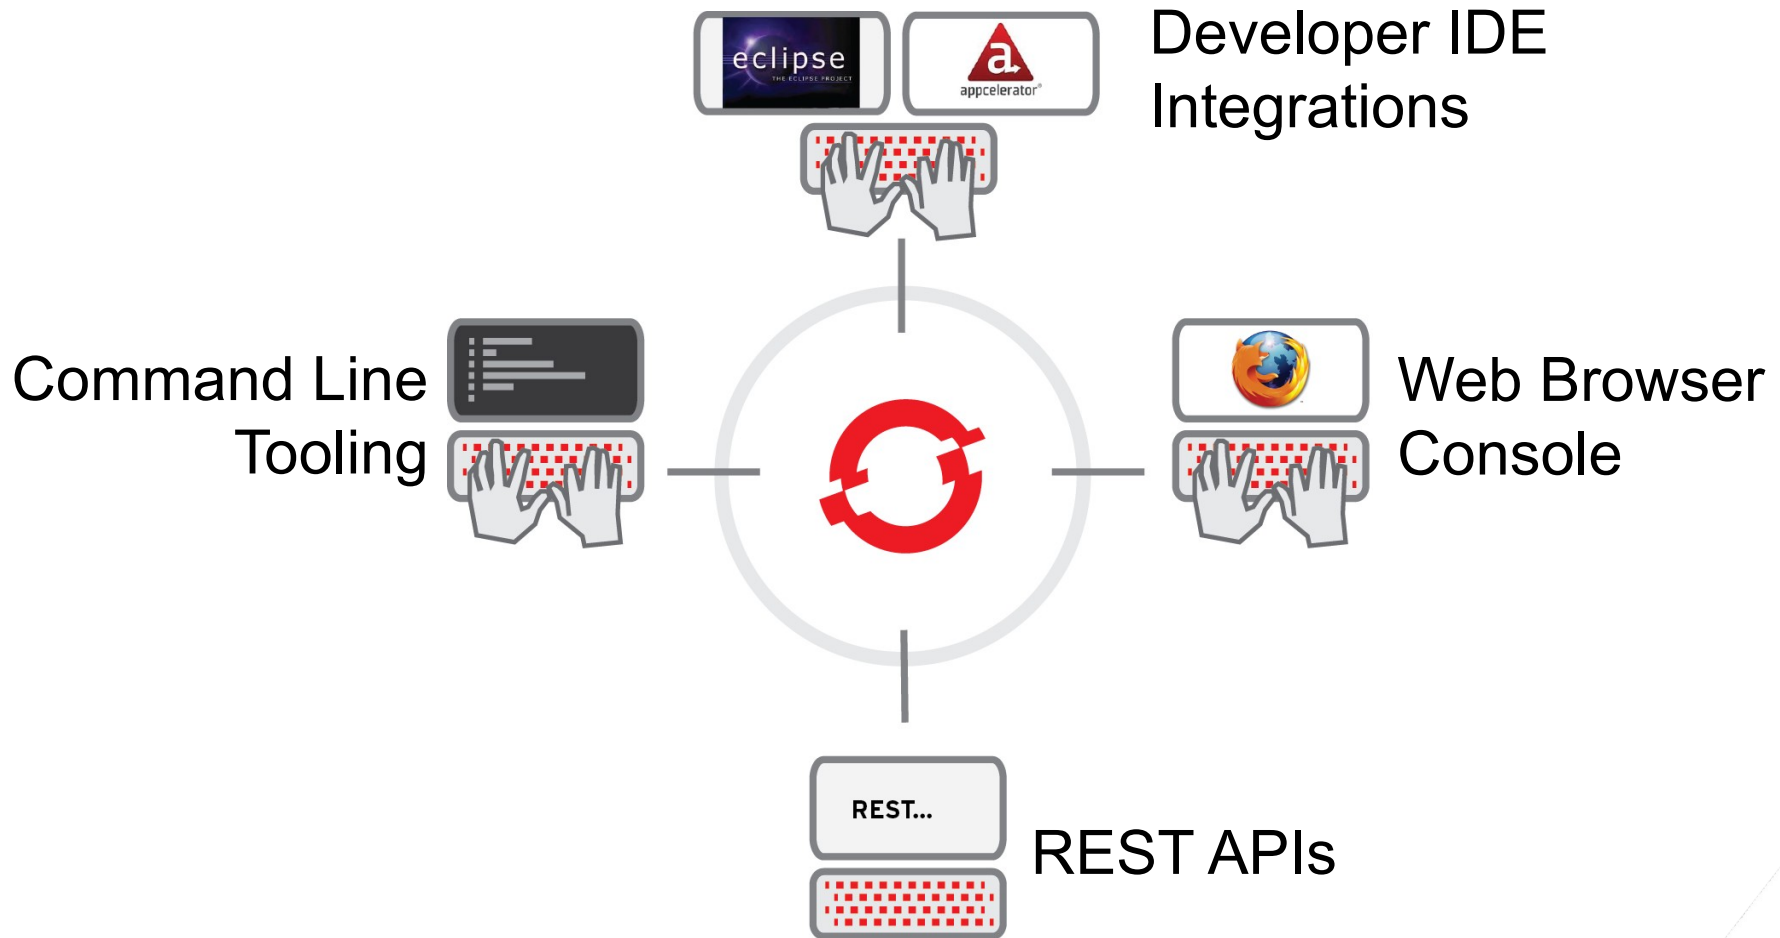 eclipse
THE ECLIPSE PROJECT
a
appcelerator®
Developer IDE
Integrations
Command Line
Tooling
Web Browser
Console
REST...
REST APIs